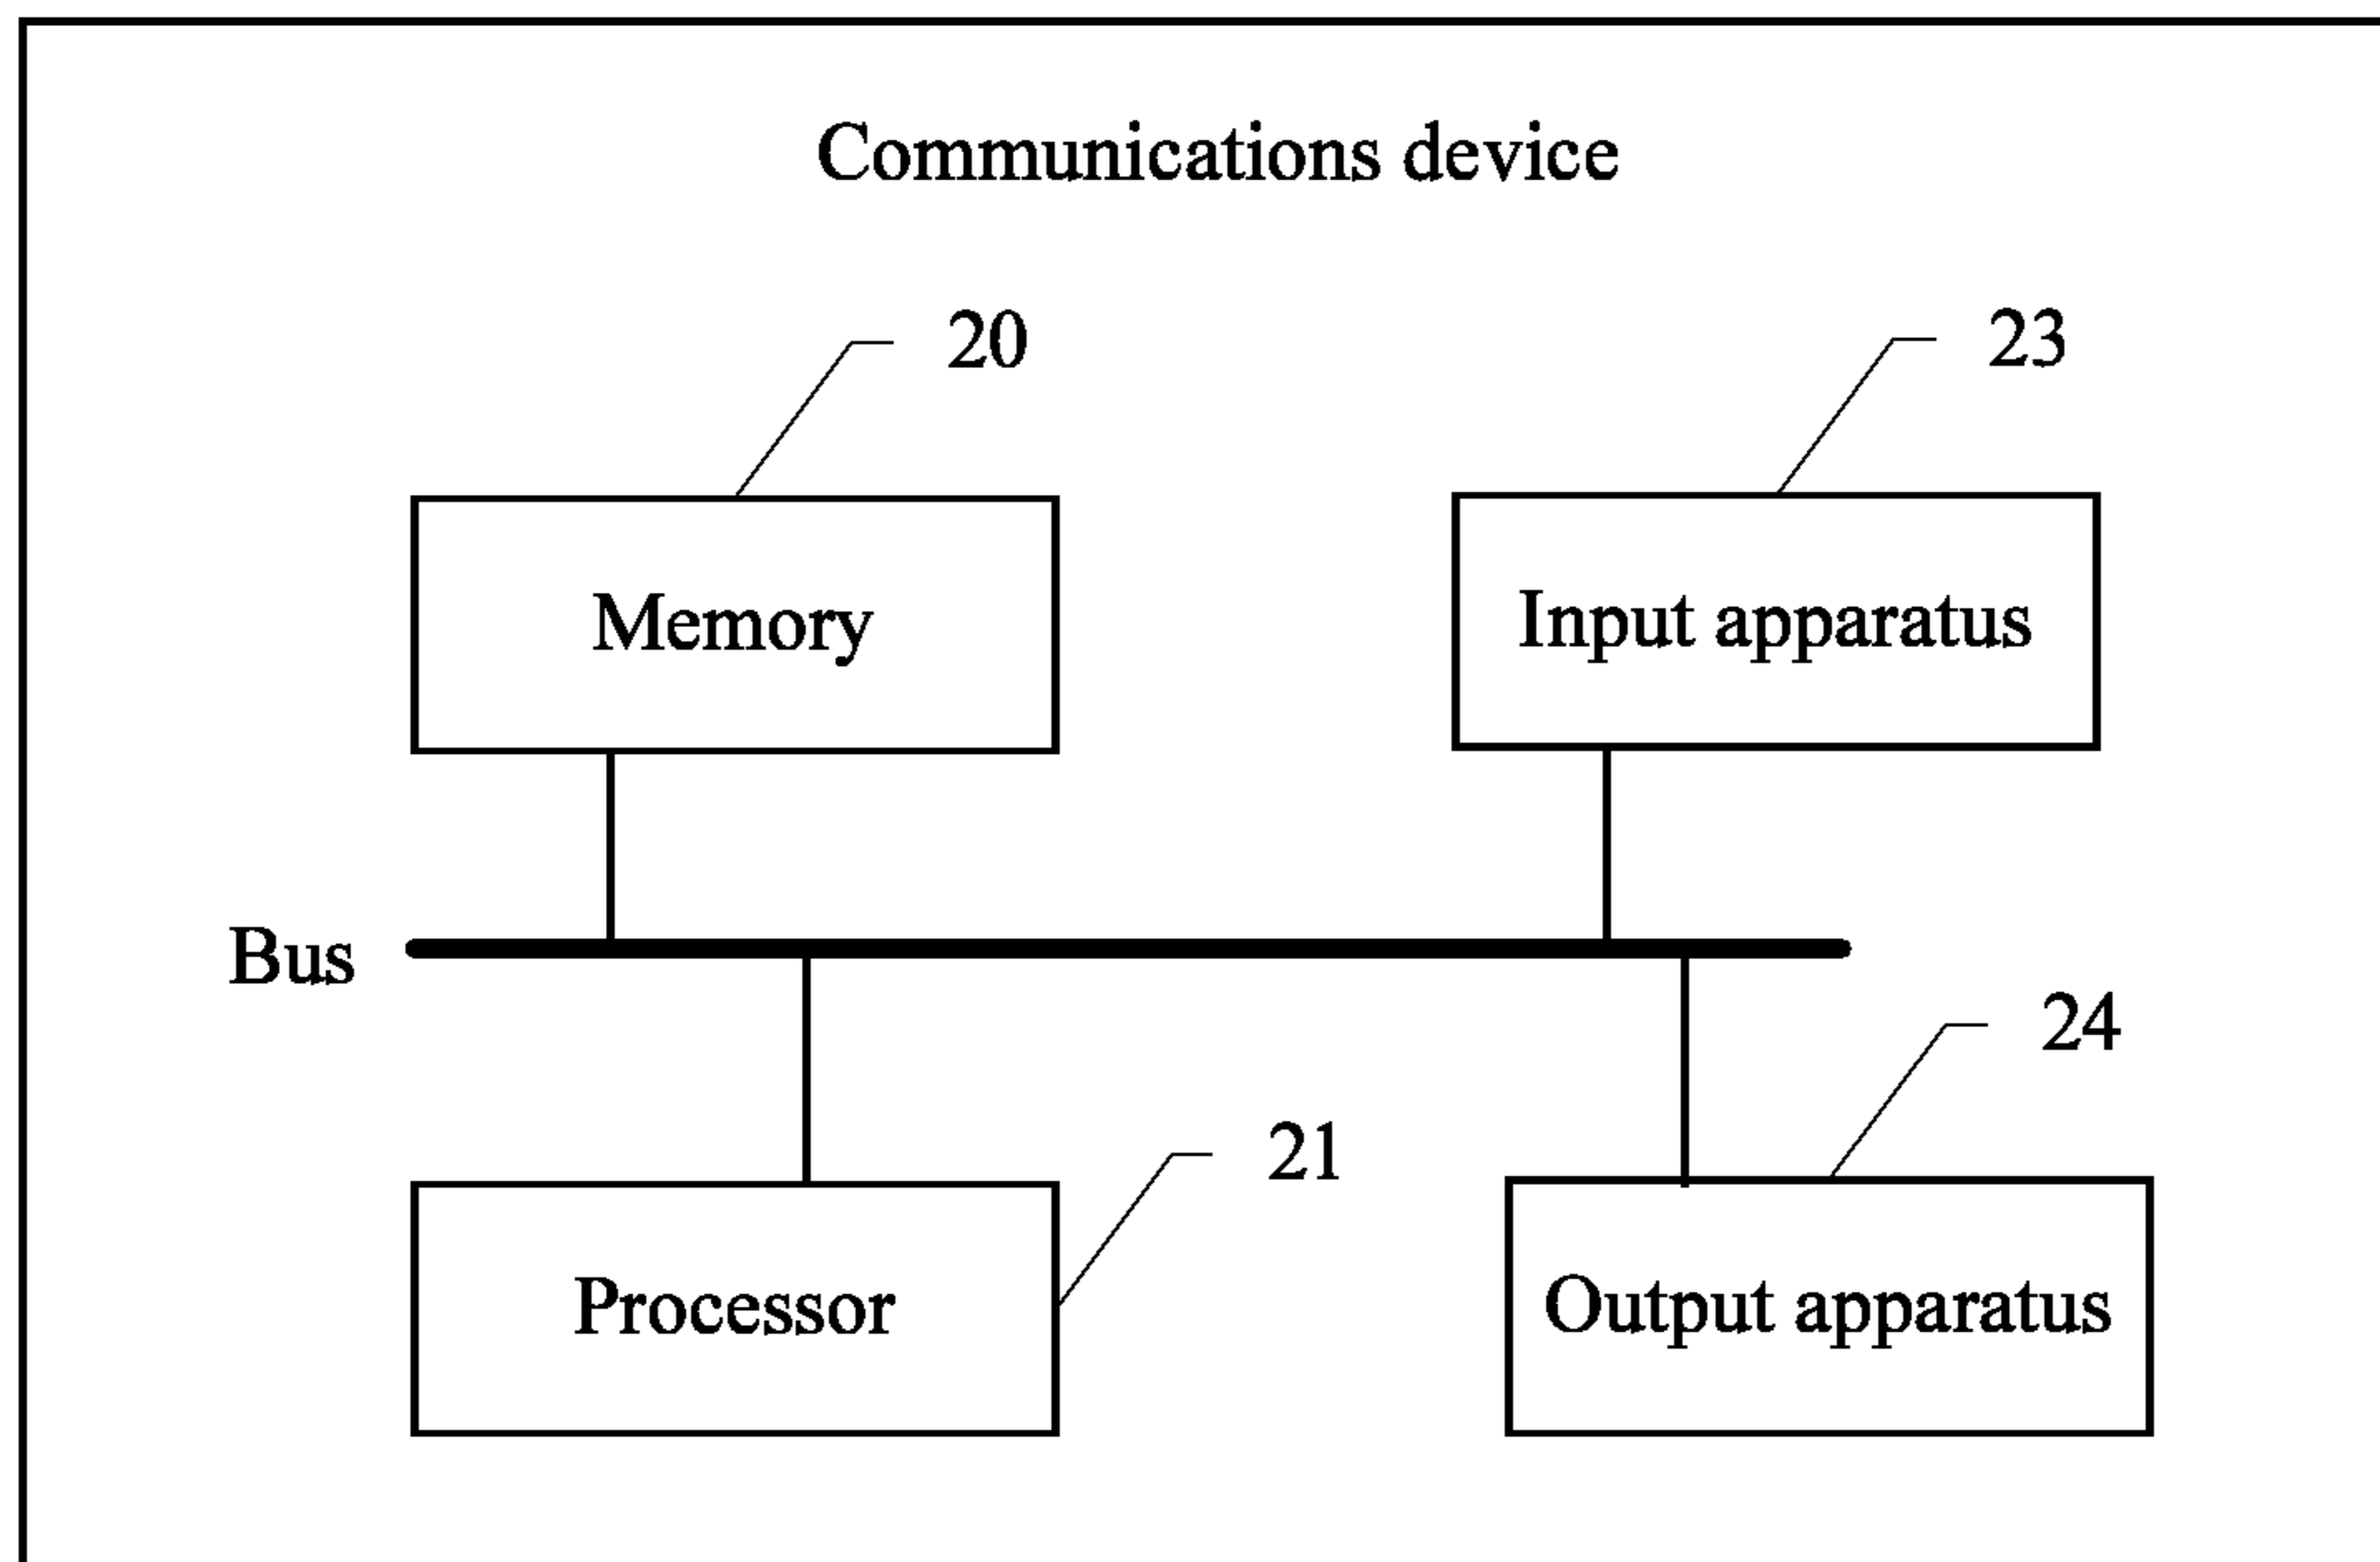 Communications device
20
23
Memory
Input apparatus
Bus
24
21
Processor
Output apparatus